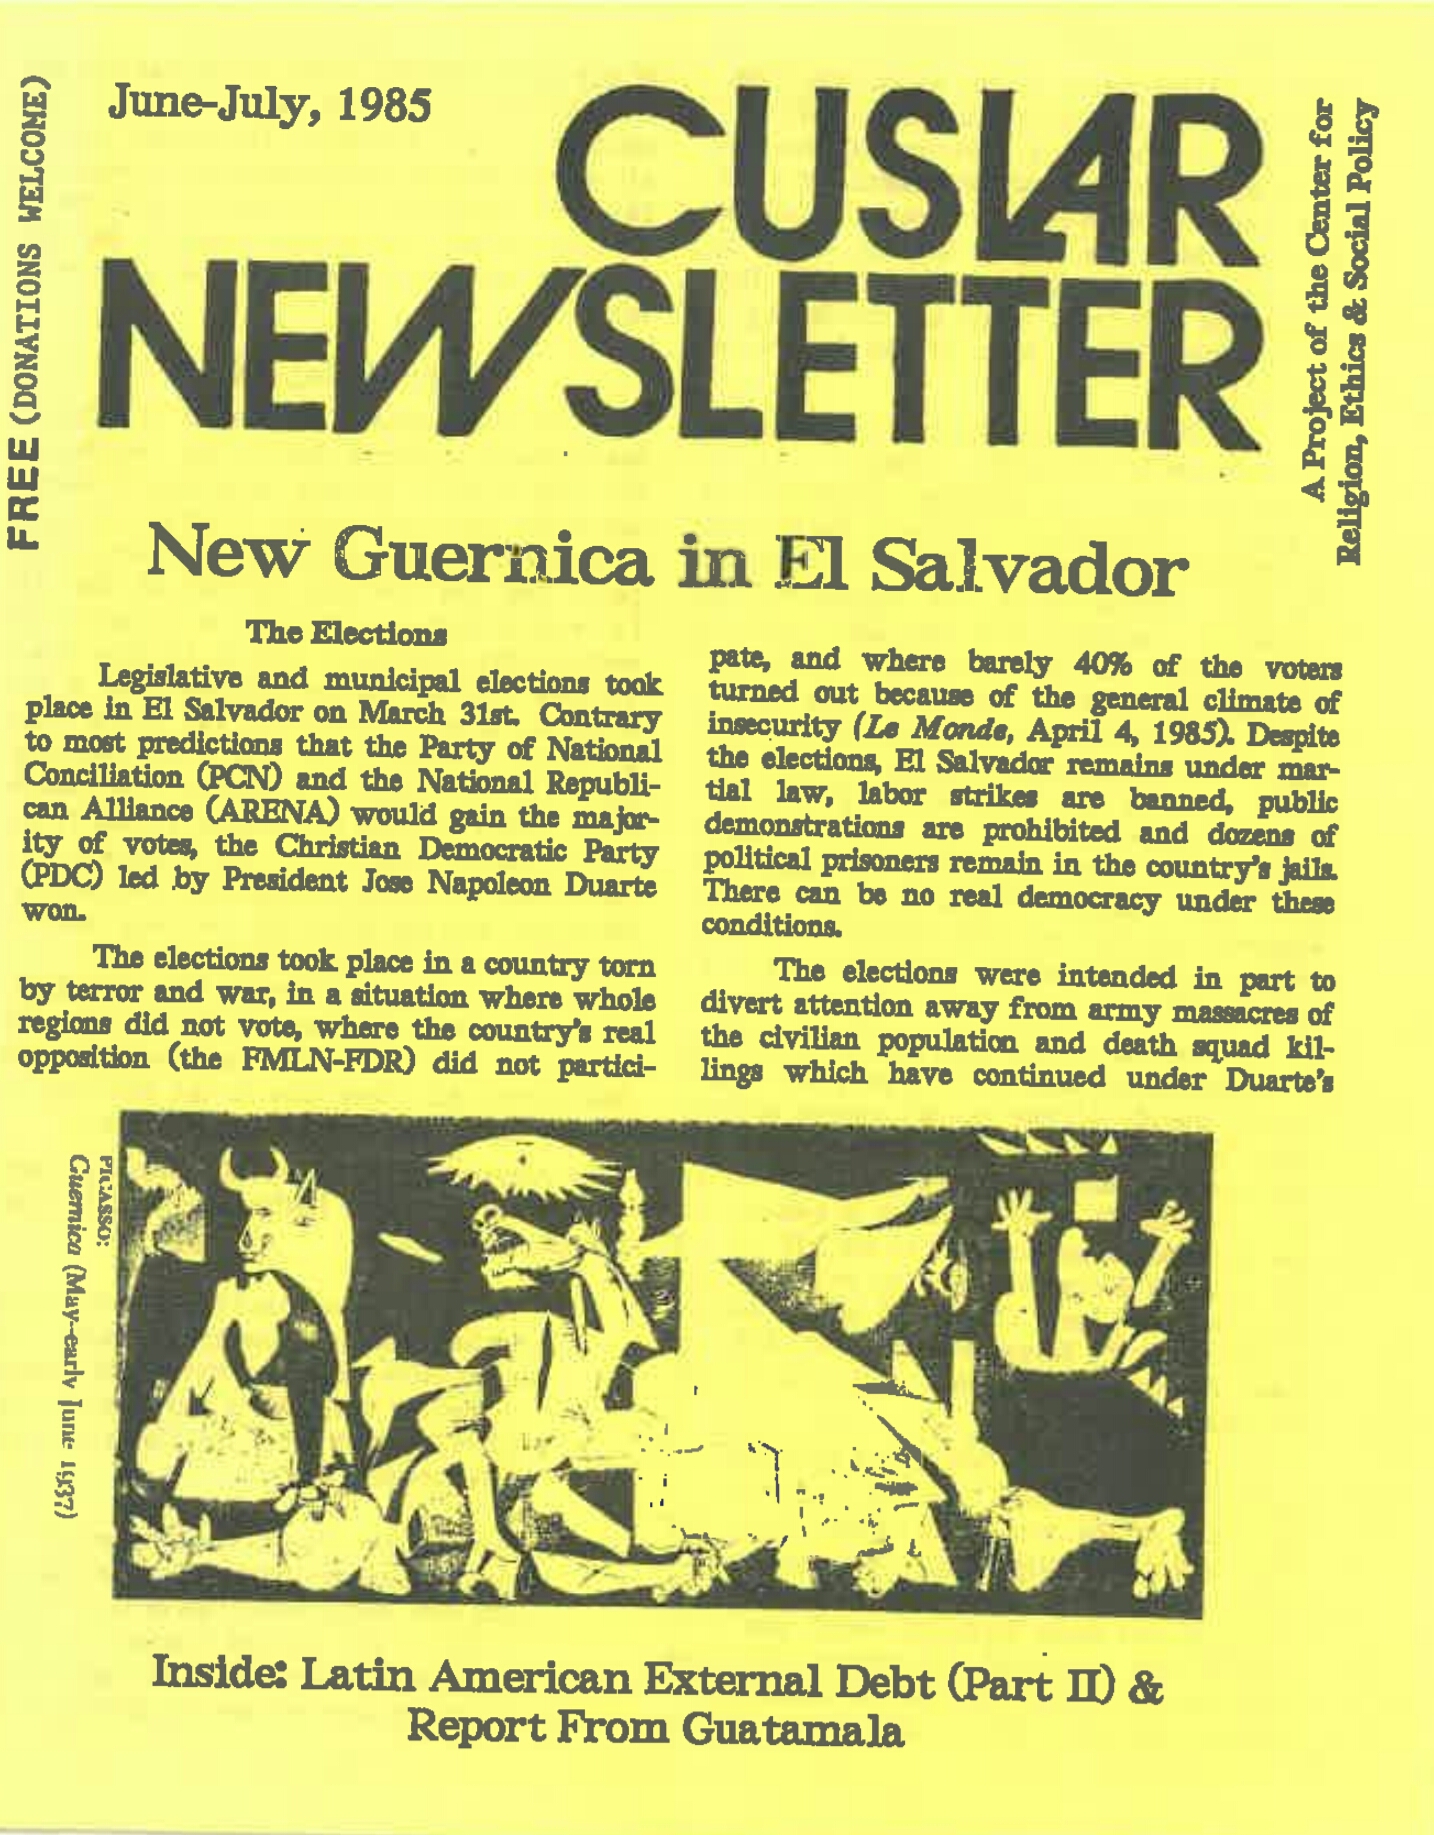 FREE (DONATIONS WELCOME)
June-July, 1985
CUSLAR
NEWSLETTER
A Project of the Center for
Religion, Ethics & Social Policy
New Guernica in El Salvador
The Elections
Legislative and municipal elections took
place in El Salvador on March 31st. Contrary
to most predictions that the Party of National
Conciliation (PCN) and the National Republi-
can Alliance (ARENA) would gain the major-
ity of votes, the Christian Democratic Party
(PDC) led by President Jose Napoleon Duarte
won.
The elections took place in a country torn
by terror and war, in a situation where whole
regions did not vote, where the country's real
opposition (the FMLN-FDR) did not partici-
pate, and where barely 40% of the voters
turned out because of the general climate of
insecurity (Le Monde, April 4, 1985). Despite
the elections, El Salvador remains under mar-
tial law, labor strikes are banned, public
demonstrations are prohibited and dozens of
political prisoners remain in the country's jails.
There can be no real democracy under these
conditions.
The elections were intended in part to
divert attention away from army massacres of
the civilian population and death squad kil-
lings which have continued under Duarte's
PICASSO:
Guernica (May-early June 1937)
Inside: Latin American External Debt (Part II) &
Report From Guatamala